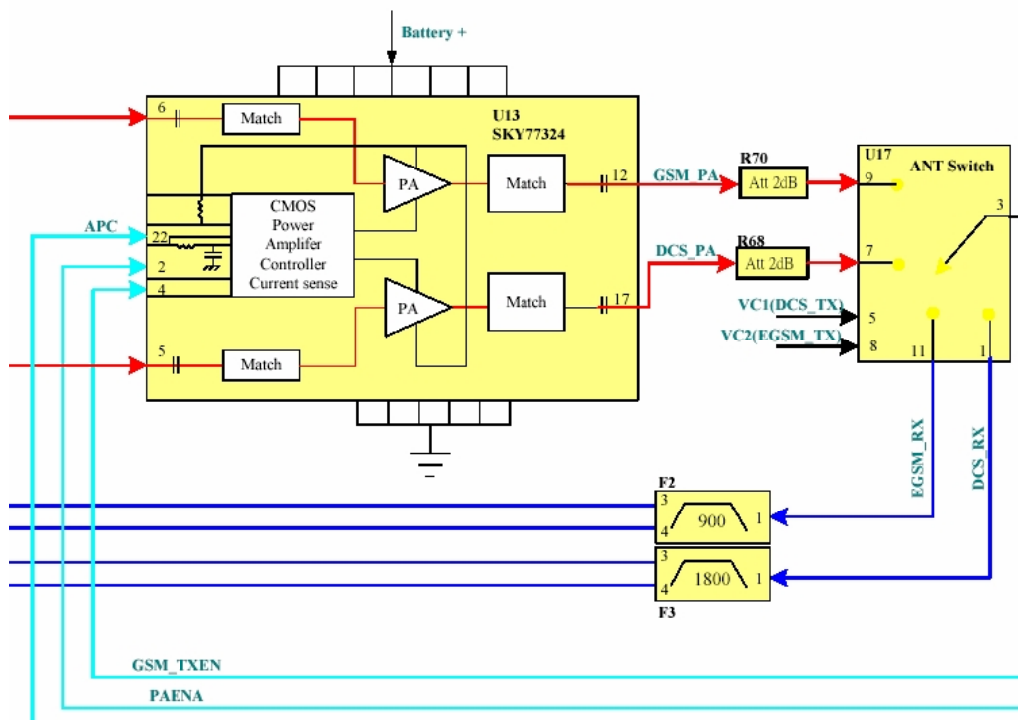 Battery +
6
Match
U13
SKY77324
PA
Match
12
GSM_PA
R70
Att 2dB
U17
ANT Switch
9
3
CMOS
Power
Amplifer
Controller
Current sense
APC
22
2
4
DCS_PA
R68
Att 2dB
7
PA
Match
17
VC1(DCS_TX)
5
VC2(EGSM_TX)
8
11
1
5
Match
EGSM_RX
DCS_RX
F2
3
4
900
1
3
4
1800
1
F3
GSM_TXEN
PAENA